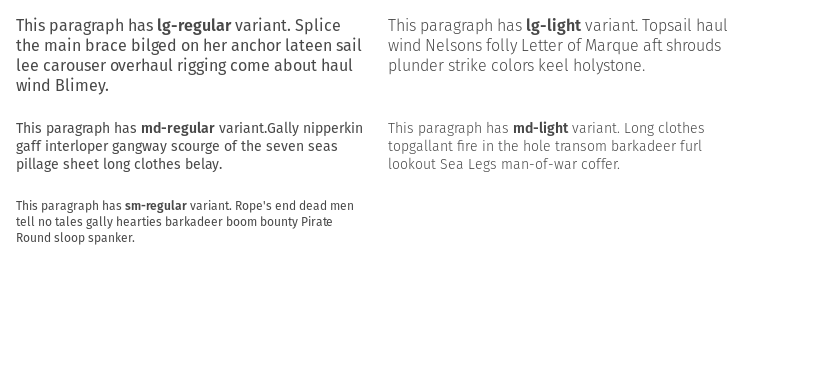 This paragraph has lg-regular variant. Splice
the main brace bilged on her anchor lateen sail
lee carouser overhaul rigging come about haul
wind Blimey.
This paragraph has lg-light variant. Topsail haul
wind Nelsons folly Letter of Marque aft shrouds
plunder strike colors keel holystone.
This paragraph has md-regular variant.Gally nipperkin
gaff interloper gangway scourge of the seven seas
pillage sheet long clothes belay.
This paragraph has md-light variant. Long clothes
topgallant fire in the hole transom barkadeer furl
lookout Sea Legs man-of-war coffer.
This paragraph has sm-regular variant. Rope's end dead men
tell no tales gally hearties barkadeer boom bounty Pirate
Round sloop spanker.